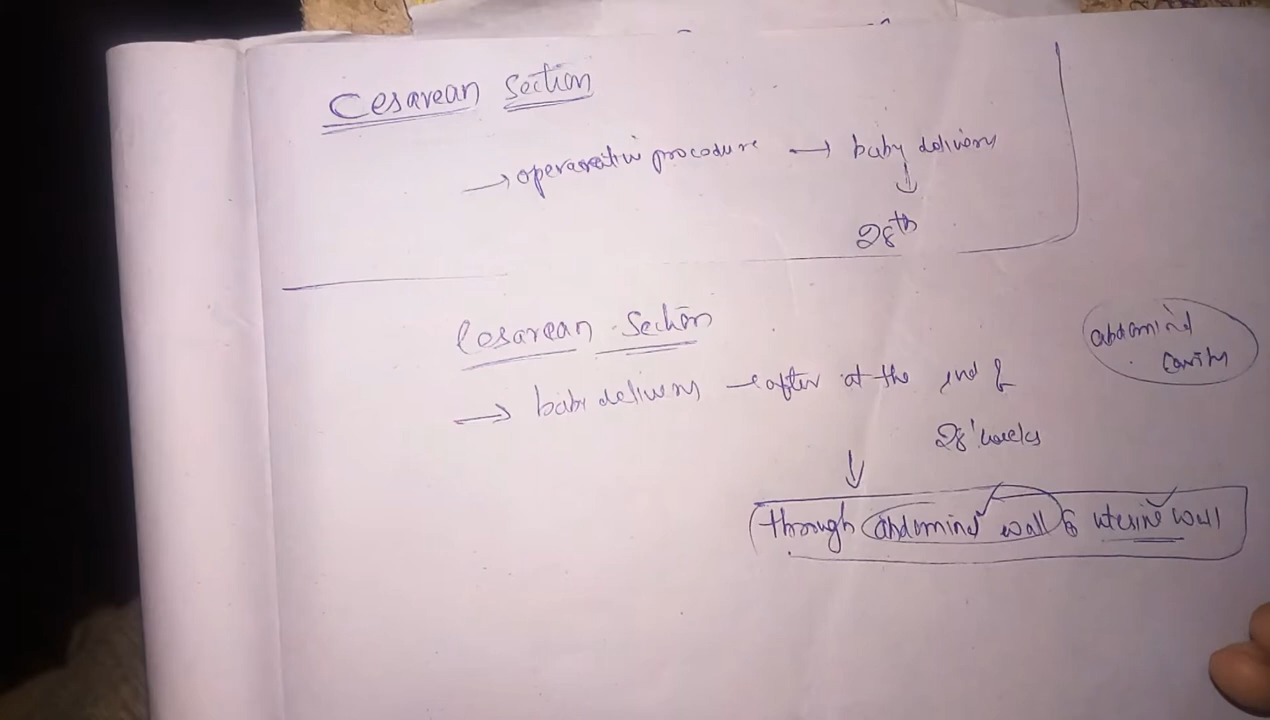 Cesarean Section
→ operative procedure → baby delivery
↓
28th
Cesarean Section
→ baby delivery → after at the end of
28 weeks
abdominal
cavity
↓
through abdominal wall & uterine wall